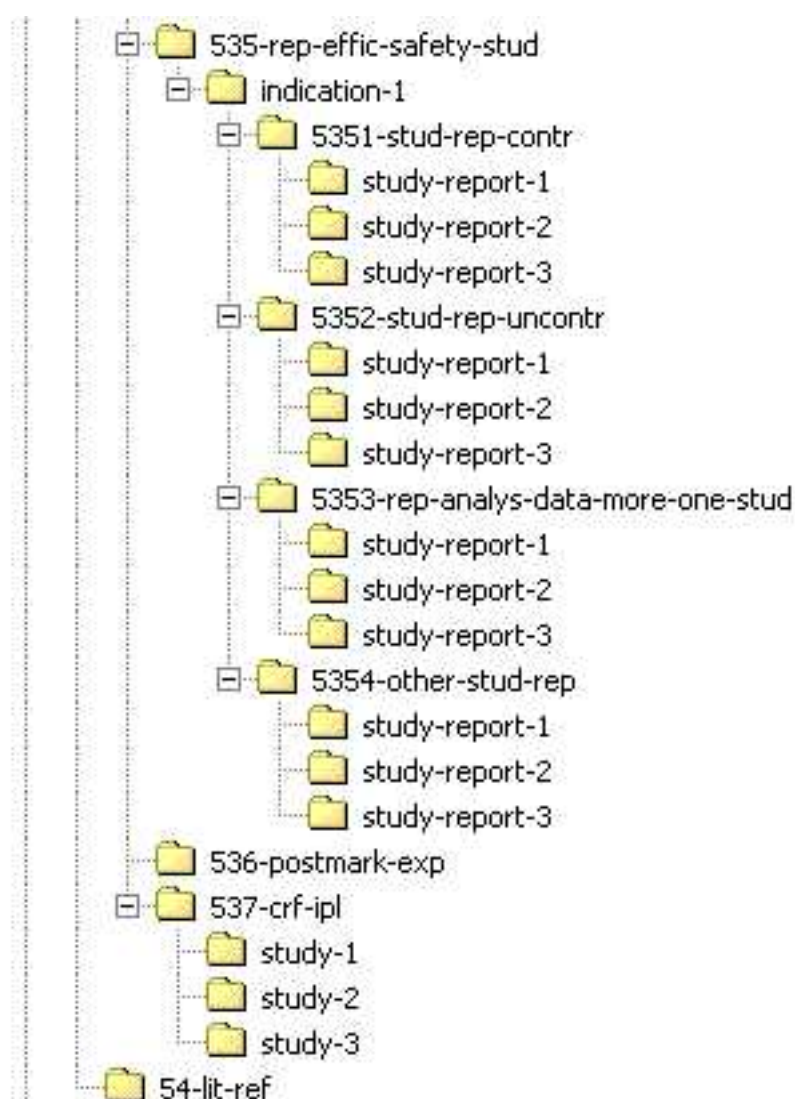 535-rep-effic-safety-stud
indication-1
5351-stud-rep-contr
study-report-1
study-report-2
study-report-3
5352-stud-rep-uncontr
study-report-1
study-report-2
study-report-3
5353-rep-analys-data-more-one-stud
study-report-1
study-report-2
study-report-3
5354-other-stud-rep
study-report-1
study-report-2
study-report-3
536-postmark-exp
537-crf-ipl
study-1
study-2
study-3
54-lit-ref